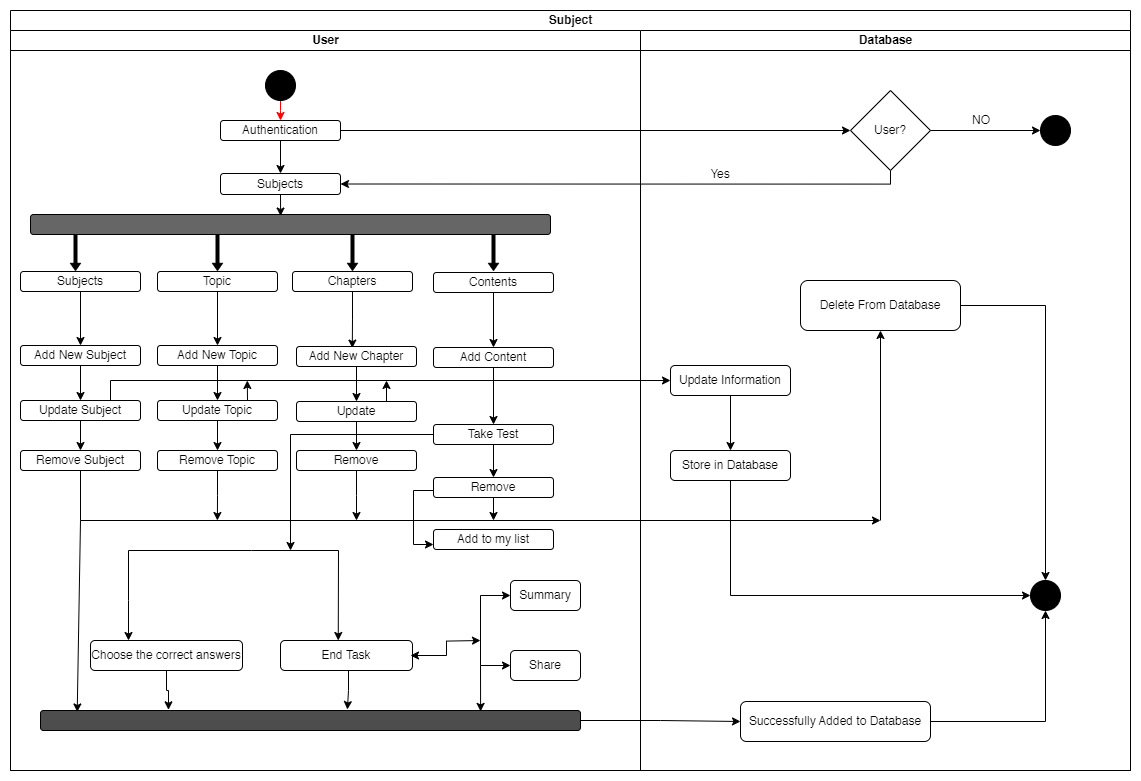 Subject
User
Database
Authentication
User?
NO
Yes
Subjects
Subjects
Topic
Chapters
Contents
Delete From Database
Add New Subject
Add New Topic
Add New Chapter
Add Content
Update Information
Update Subject
Update Topic
Update
Take Test
Remove Subject
Remove Topic
Remove
Store in Database
Remove
Add to my list
Summary
Choose the correct answers
End Task
Share
Successfully Added to Database